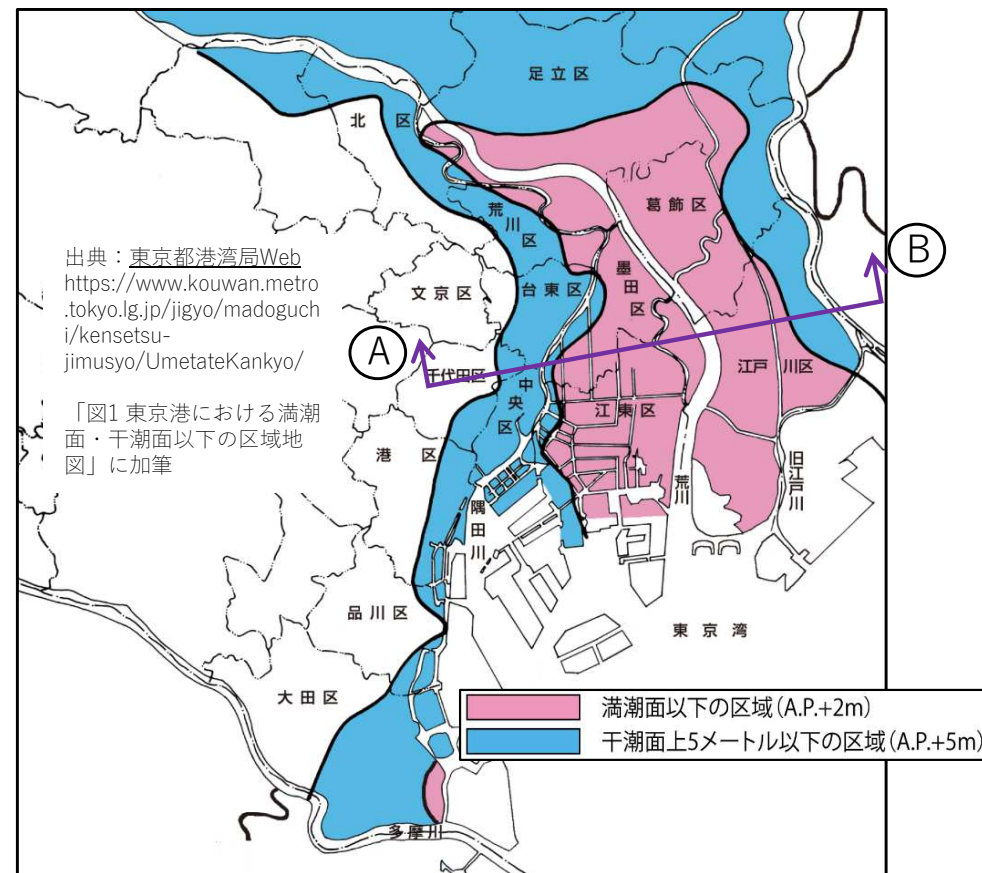 足立区
北 区
荒川区
葛飾区
墨田区
文京区
台東区
B
A
千代田区
中央区
江戸川区
江東区
港 区
隅田川
荒川
旧江戸川
品川区
東京湾
大田区
多摩川
出典：東京都港湾局Web
https://www.kouwan.metro
.tokyo.lg.jp/jigyo/madoguch
i/kensetsu-
jimusyo/UmetateKankyo/
「図1 東京港における満潮
面・干潮面以下の区域地
図」に加筆
満潮面以下の区域(A.P.+2m)
干潮面上5メートル以下の区域(A.P.+5m)